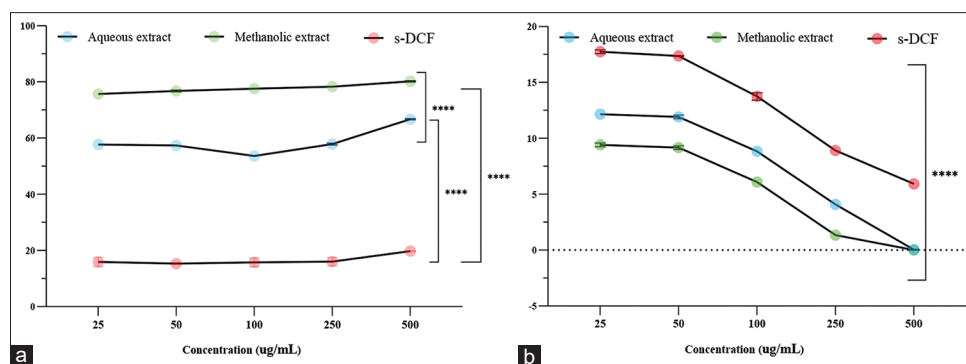 100
80
60
40
20
0
Aqueous extract
Methanolic extract
s-DCF
****
****
****
25
50
100
250
500
Concentration (ug/mL)
a
20
15
10
5
0
-5
Aqueous extract
Methanolic extract
s-DCF
****
25
50
100
250
500
Concentration (ug/mL)
b